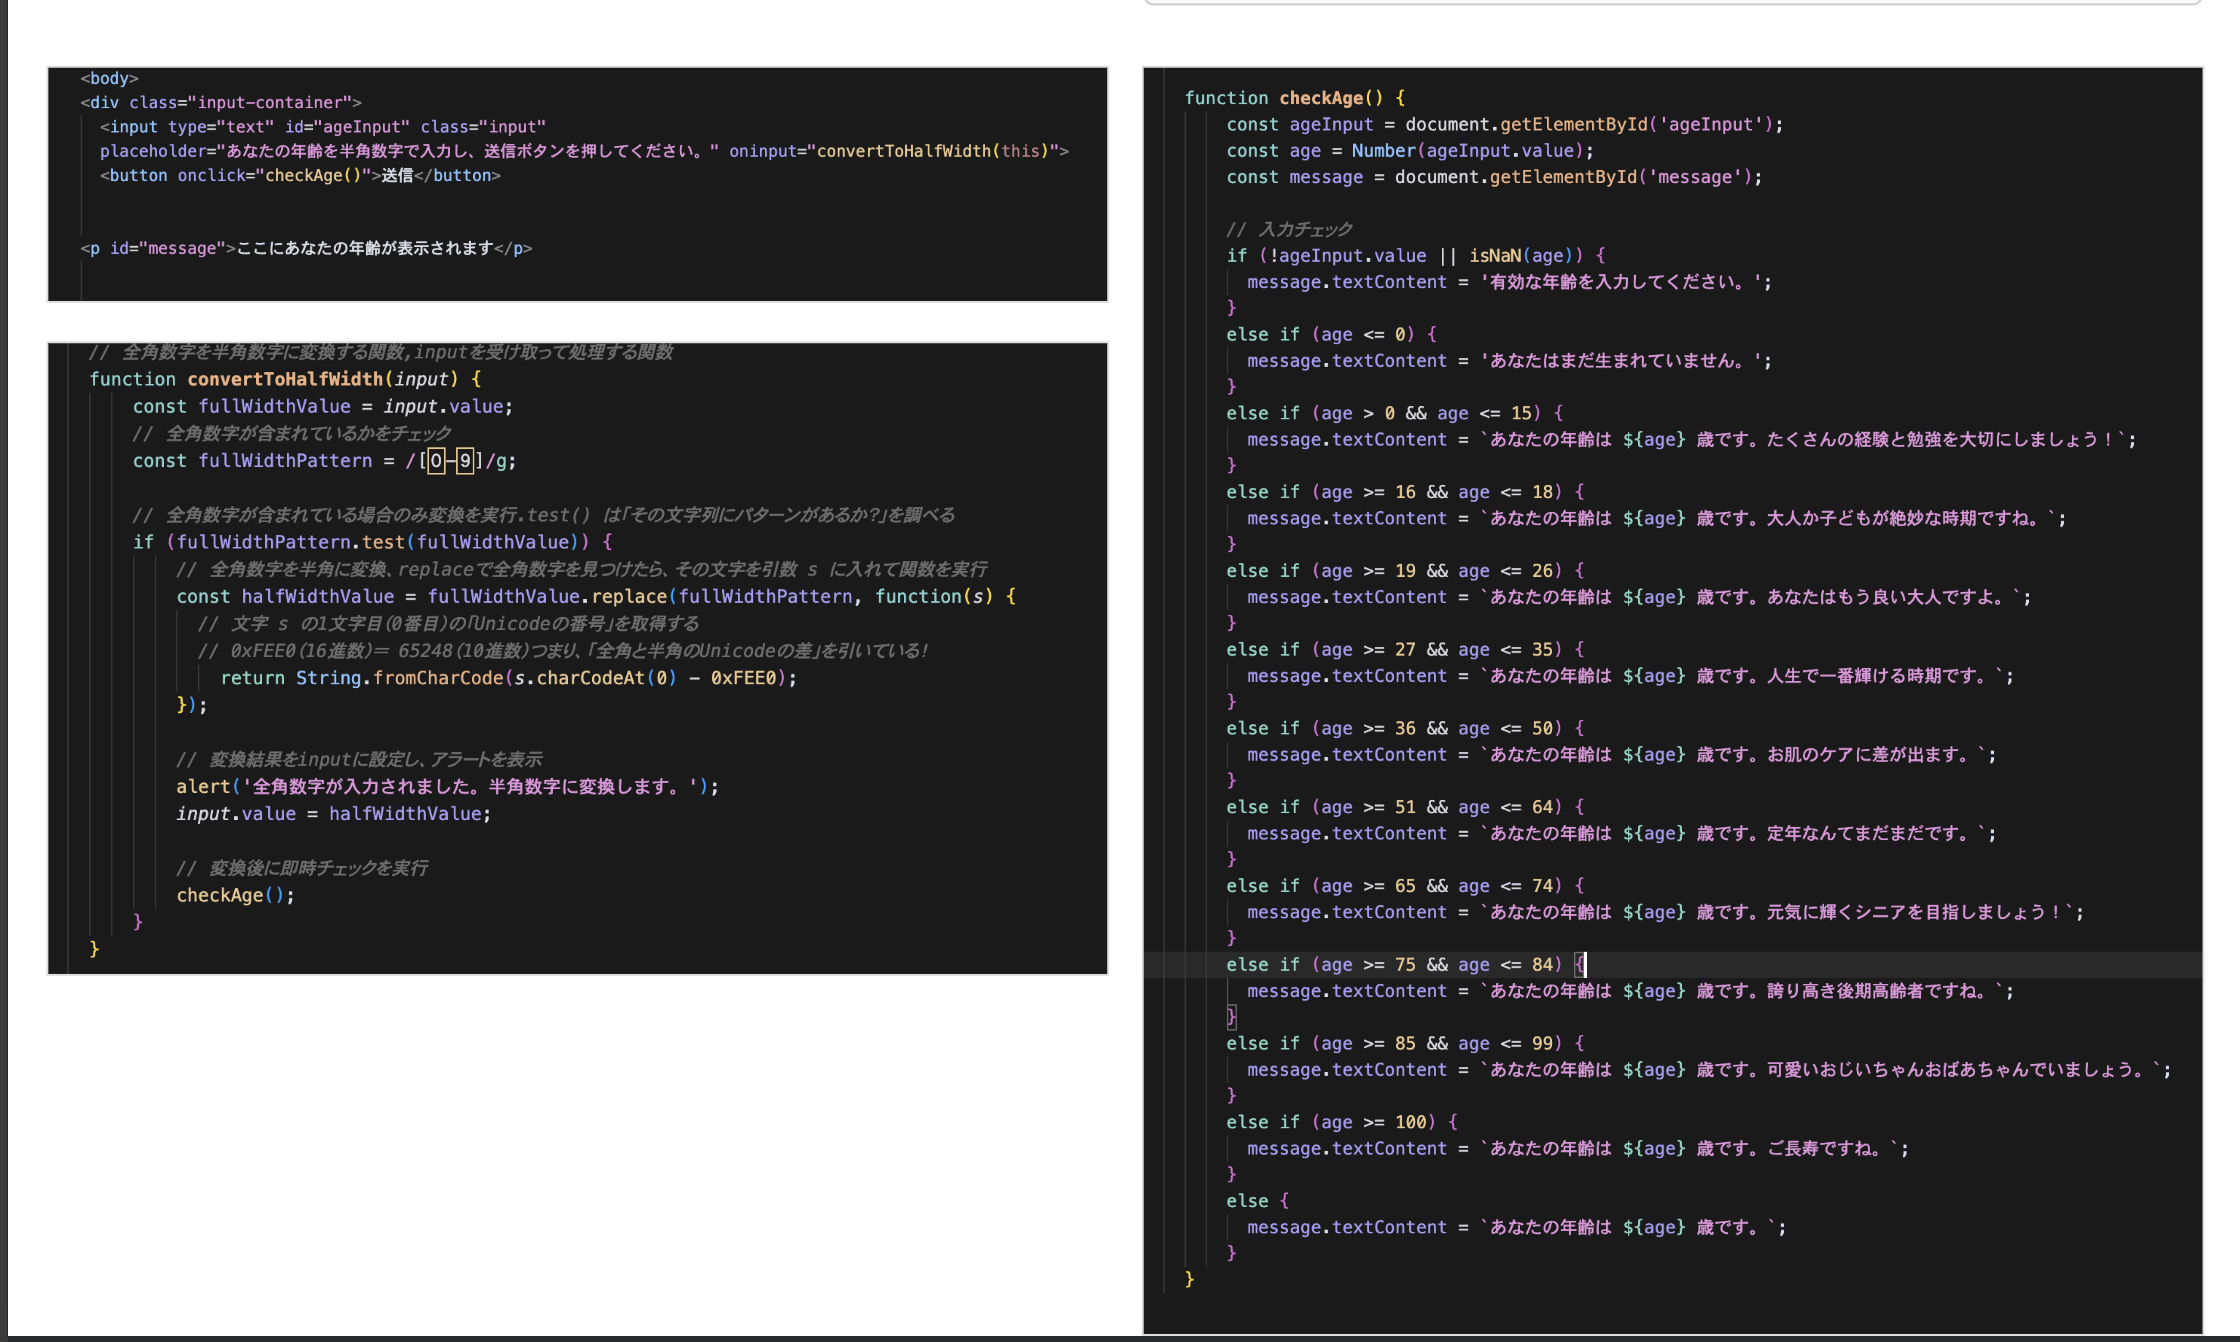 <body>
<div class="input-container">
<input type="text" id="ageInput" class="input"
placeholder="あなたの年齢を半角数字で入力し、送信ボタンを押してください。" oninput="convertToHalfWidth(this)">
<button onclick="checkAge()">送信</button>
<p id="message">ここにあなたの年齢が表示されます</p>
// 全角数字を半角数字に変換する関数,inputを受け取って処理する関数
function convertToHalfWidth(input) {
const fullWidthValue = input.value;
// 全角数字が含まれているかをチェック
const fullWidthPattern = /[０-９]/g;
// 全角数字が含まれている場合のみ変換を実行.test() は｢その文字列にパターンがあるか?｣を調べる
if (fullWidthPattern.test(fullWidthValue)) {
// 全角数字を半角に変換、replaceで全角数字を見つけたら、その文字を引数 s に入れて関数を実行
const halfWidthValue = fullWidthValue.replace(fullWidthPattern, function(s) {
// 文字 s の1文字目(0番目)の｢Unicodeの番号｣を取得する
// 0xFEE0(16進数)＝ 65248(10進数)つまり、｢全角と半角のUnicodeの差｣を引いている!
return String.fromCharCode(s.charCodeAt(0) - 0xFEE0);
});
// 変換結果をinputに設定し、アラートを表示
alert('全角数字が入力されました。半角数字に変換します。');
input.value = halfWidthValue;
// 変換後に即時チェックを実行
checkAge();
}
}
function checkAge() {
const ageInput = document.getElementById('ageInput');
const age = Number(ageInput.value);
const message = document.getElementById('message');
// 入力チェック
if (!ageInput.value || isNaN(age)) {
message.textContent = '有効な年齢を入力してください。';
}
else if (age <= 0) {
message.textContent = 'あなたはまだ生まれていません。';
}
else if (age > 0 && age <= 15) {
message.textContent = `あなたの年齢は ${age} 歳です。たくさんの経験と勉強を大切にしましょう！`;
}
else if (age >= 16 && age <= 18) {
message.textContent = `あなたの年齢は ${age} 歳です。大人か子どもが絶妙な時期ですね。`;
}
else if (age >= 19 && age <= 26) {
message.textContent = `あなたの年齢は ${age} 歳です。あなたはもう良い大人ですよ。`;
}
else if (age >= 27 && age <= 35) {
message.textContent = `あなたの年齢は ${age} 歳です。人生で一番輝ける時期です。`;
}
else if (age >= 36 && age <= 50) {
message.textContent = `あなたの年齢は ${age} 歳です。お肌のケアに差が出ます。`;
}
else if (age >= 51 && age <= 64) {
message.textContent = `あなたの年齢は ${age} 歳です。定年なんてまだまだです。`;
}
else if (age >= 65 && age <= 74) {
message.textContent = `あなたの年齢は ${age} 歳です。元気に輝くシニアを目指しましょう！`;
}
else if (age >= 75 && age <= 84) {
message.textContent = `あなたの年齢は ${age} 歳です。誇り高き後期高齢者ですね。`;
}
else if (age >= 85 && age <= 99) {
message.textContent = `あなたの年齢は ${age} 歳です。可愛いおじいちゃんおばあちゃんでいましょう。`;
}
else if (age >= 100) {
message.textContent = `あなたの年齢は ${age} 歳です。ご長寿ですね。`;
}
else {
message.textContent = `あなたの年齢は ${age} 歳です。`;
}
}